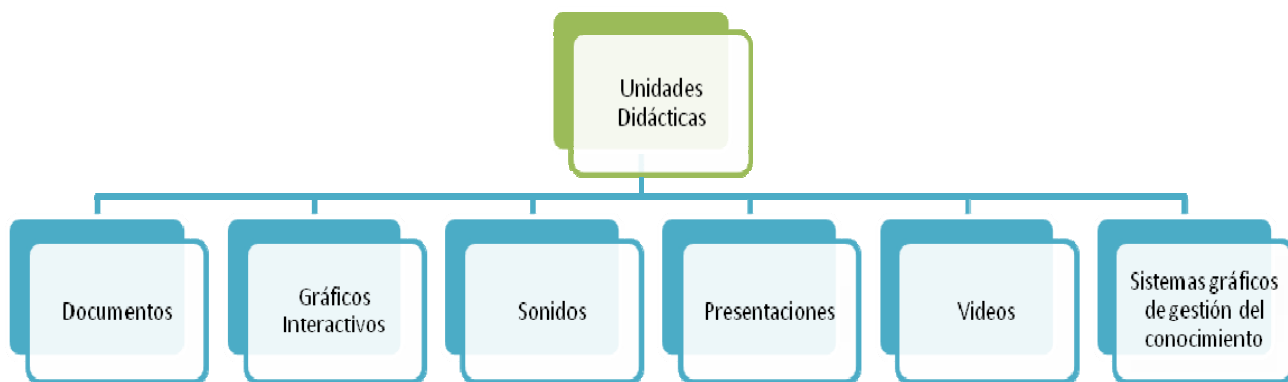 Unidades
Didácticas
Documentos
Gráficos
Interactivos
Sonidos
Presentaciones
Videos
Sistemas gráficos
de gestión del
conocimiento